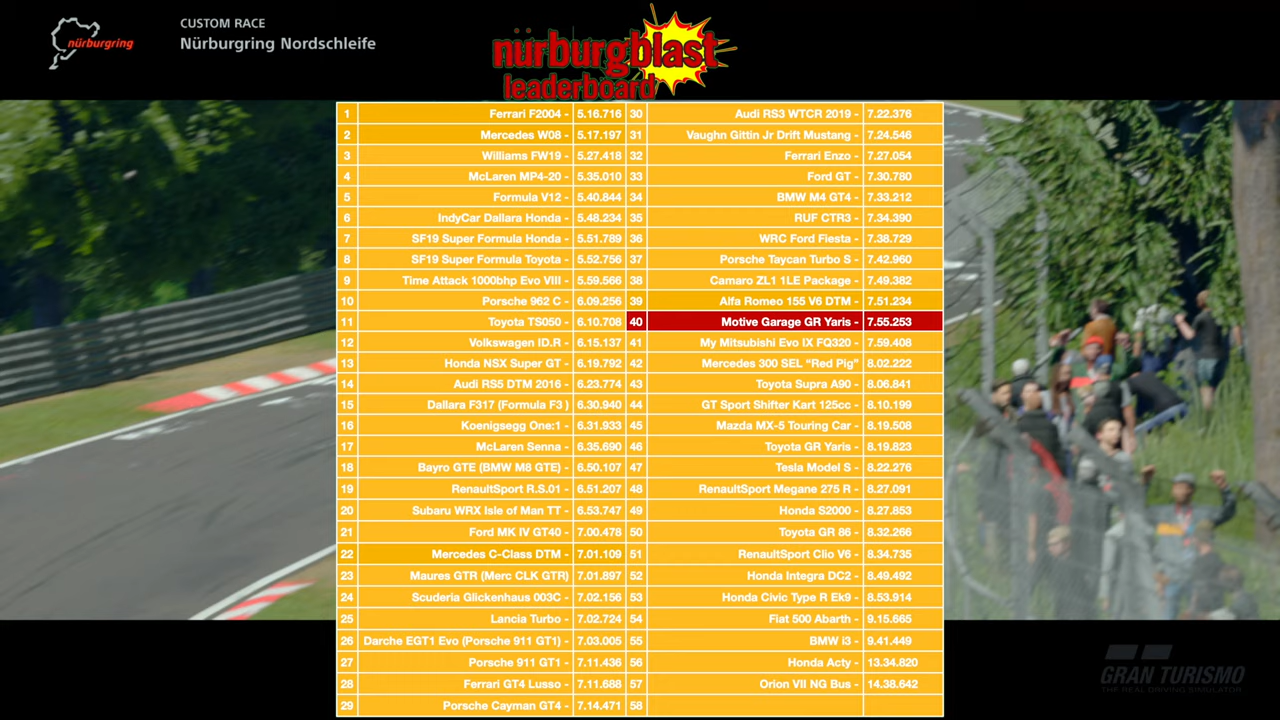 CUSTOM RACE
Nürburgring Nordschleife
nürburgring
nürburgblast
leaderboard
1 Ferrari F2004 - 5.16.716 30 Audi RS3 WTCR 2019 - 7.22.376
2 Mercedes W08 - 5.17.197 31 Vaughn Gittin Jr Drift Mustang - 7.24.546
3 Williams FW19 - 5.27.418 32 Ferrari Enzo - 7.27.054
4 McLaren MP4-20 - 5.35.010 33 Ford GT - 7.30.780
5 Formula V12 - 5.40.844 34 BMW M4 GT4 - 7.33.212
6 IndyCar Dallara Honda - 5.48.234 35 RUF CTR3 - 7.34.390
7 SF19 Super Formula Honda - 5.51.789 36 WRC Ford Fiesta - 7.38.729
8 SF19 Super Formula Toyota - 5.52.756 37 Porsche Taycan Turbo S - 7.42.960
9 Time Attack 1000bhp Evo VIII - 5.59.566 38 Camaro ZL1 1LE Package - 7.49.382
10 Porsche 962 C - 6.09.256 39 Alfa Romeo 155 V6 DTM - 7.51.234
11 Toyota TS050 - 6.10.708 40 Motive Garage GR Yaris - 7.55.253
12 Volkswagen ID.R - 6.15.137 41 My Mitsubishi Evo IX FQ320 - 7.59.408
13 Honda NSX Super GT - 6.19.792 42 Mercedes 300 SEL "Red Pig" 8.02.222
14 Audi RS5 DTM 2016 - 6.23.774 43 Toyota Supra A90 - 8.06.841
15 Dallara F317 (Formula F3 ) 6.30.940 44 GT Sport Shifter Kart 125cc - 8.10.199
16 Koenigsegg One:1 - 6.31.933 45 Mazda MX-5 Touring Car - 8.19.508
17 McLaren Senna - 6.35.690 46 Toyota GR Yaris - 8.19.823
18 Bayro GTE (BMW M8 GTE) - 6.50.107 47 Tesla Model S - 8.22.276
19 RenaultSport R.S.01 - 6.51.207 48 RenaultSport Megane 275 R - 8.27.091
20 Subaru WRX Isle of Man TT - 6.53.747 49 Honda S2000 - 8.27.853
21 Ford MK IV GT40 - 7.00.478 50 Toyota GR 86 - 8.32.266
22 Mercedes C-Class DTM - 7.01.109 51 RenaultSport Clio V6 - 8.34.735
23 Maures GTR (Merc CLK GTR) 7.01.897 52 Honda Integra DC2 - 8.49.492
24 Scuderia Glickenhaus 003C - 7.02.156 53 Honda Civic Type R Ek9 - 8.53.914
25 Lancia Turbo - 7.02.724 54 Fiat 500 Abarth - 9.15.665
26 Darche EGT1 Evo (Porsche 911 GT1) - 7.03.005 55 BMW i3 - 9.41.449
27 Porsche 911 GT1 - 7.11.436 56 Honda Acty - 13.34.820
28 Ferrari GT4 Lusso - 7.11.688 57 Orion VII NG Bus - 14.38.642
29 Porsche Cayman GT4 - 7.14.471 58
GRAN TURISMO
THE REAL DRIVING SIMULATOR